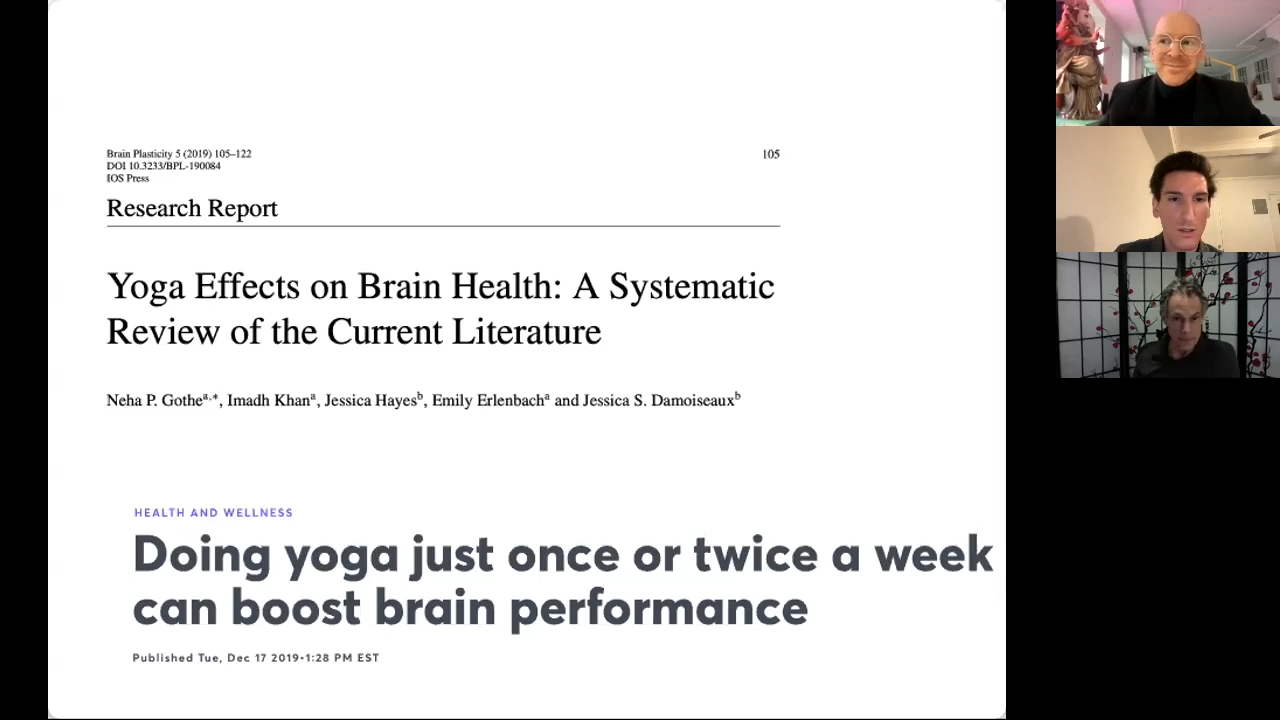 Brain Plasticity 5 (2019) 105–122
105
DOI 10.3233/BPL-190084
IOS Press
Research Report
Yoga Effects on Brain Health: A Systematic
Review of the Current Literature
Neha P. Gothea,*, Imadh Khana, Jessica Hayesb, Emily Erlenbacha and Jessica S. Damoiseauxb
HEALTH AND WELLNESS
Doing yoga just once or twice a week
can boost brain performance
Published Tue, Dec 17 2019•1:28 PM EST